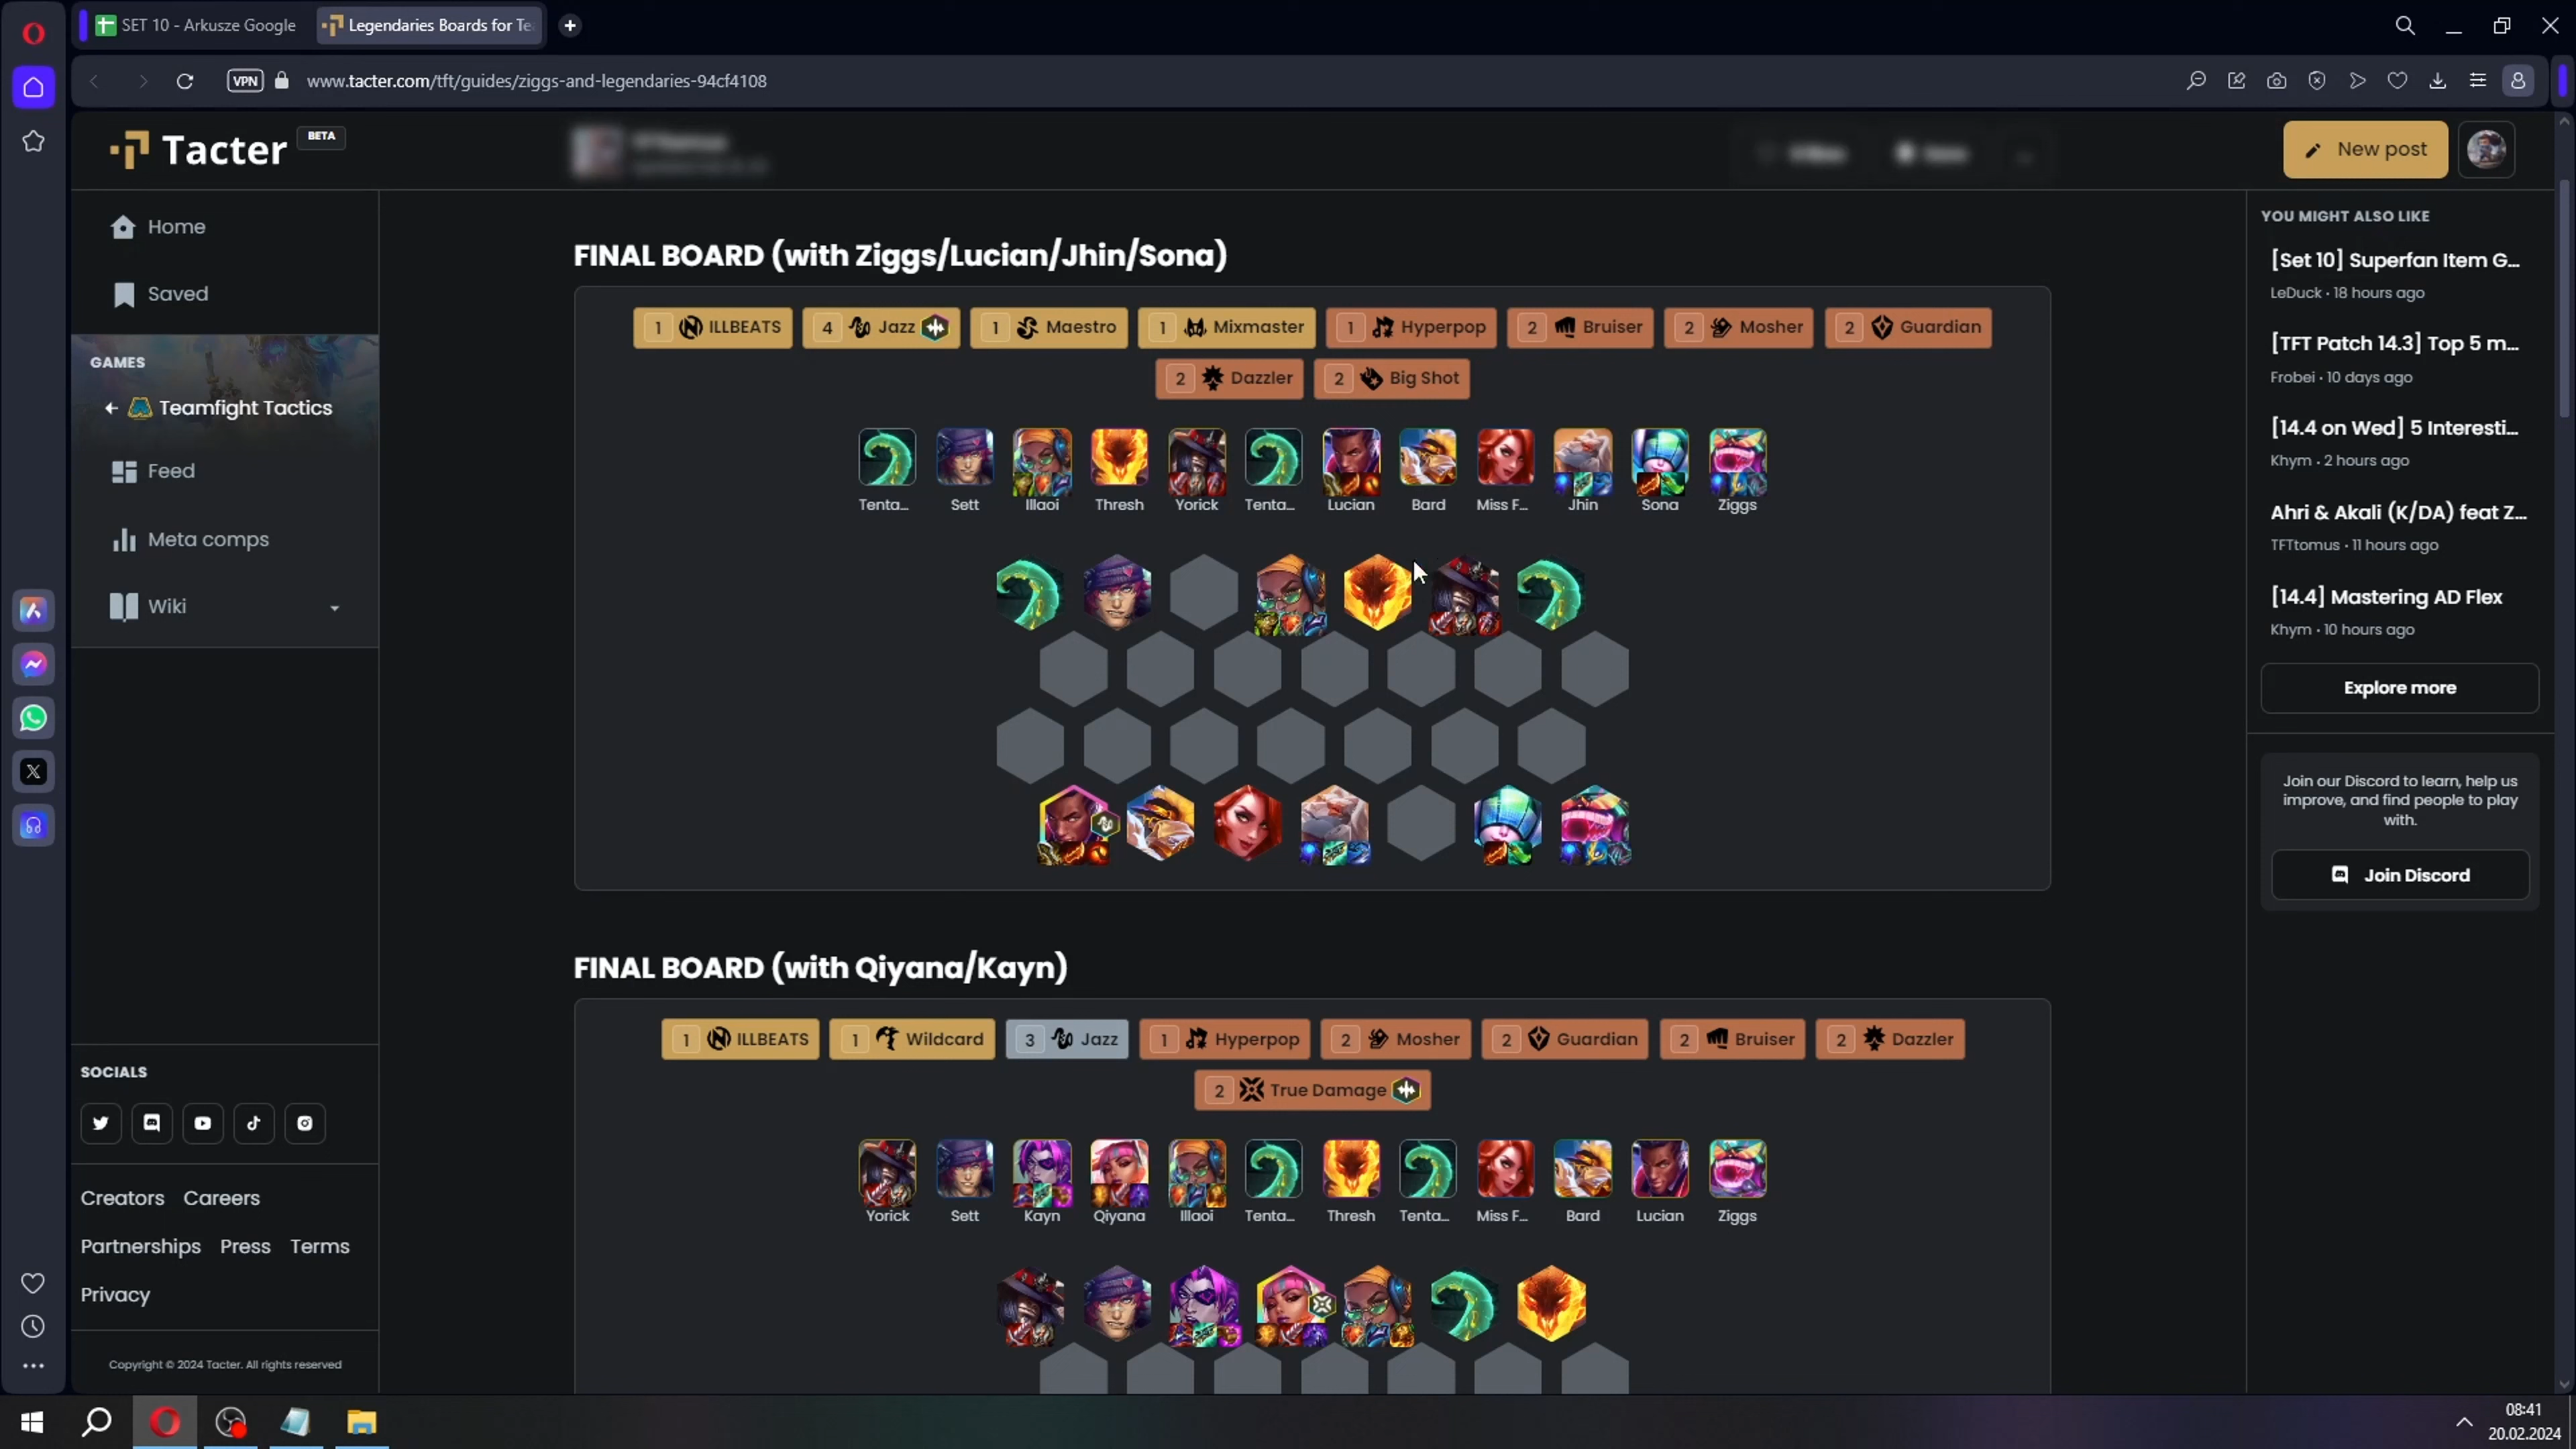 SET 10 - Arkusze Google
Legendaries Boards for Te
VPN
www.tacter.com/tft/guides/ziggs-and-legendaries-94cf4108
Tacter
BETA
New post
Home
Saved
GAMES
Teamfight Tactics
Feed
Meta comps
Wiki
SOCIALS
Creators Careers
Partnerships Press Terms
Privacy
Copyright © 2024 Tacter. All rights reserved
FINAL BOARD (with Ziggs/Lucian/Jhin/Sona)
1 ILLBEATS 4 Jazz 1 Maestro 1 Mixmaster 1 Hyperpop 2 Bruiser 2 Mosher 2 Guardian
2 Dazzler 2 Big Shot
Tenta... Sett Illaoi Thresh Yorick Tenta... Lucian Bard Miss F... Jhin Sona Ziggs
FINAL BOARD (with Qiyana/Kayn)
1 ILLBEATS 1 Wildcard 3 Jazz 1 Hyperpop 2 Mosher 2 Guardian 2 Bruiser 2 Dazzler
2 True Damage
Yorick Sett Kayn Qiyana Illaoi Tenta... Thresh Tenta... Miss F... Bard Lucian Ziggs
YOU MIGHT ALSO LIKE
[Set 10] Superfan Item G...
LeDuck • 18 hours ago
[TFT Patch 14.3] Top 5 m...
Frobei • 10 days ago
[14.4 on Wed] 5 Interesti...
Khym • 2 hours ago
Ahri & Akali (K/DA) feat Z...
TFTtomus • 11 hours ago
[14.4] Mastering AD Flex
Khym • 10 hours ago
Explore more
Join our Discord to learn, help us
improve, and find people to play
with.
Join Discord
08:41
20.02.2024